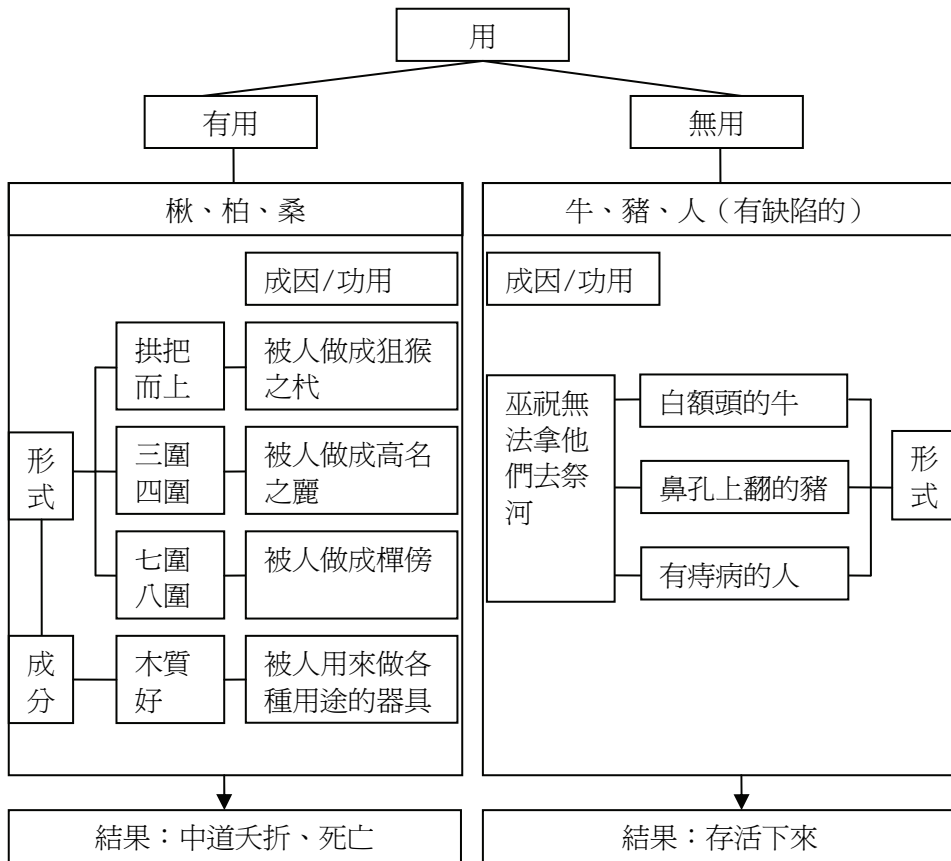 用
有用
無用
楸、柏、桑
牛、豬、人（有缺陷的）
成因/功用
成因/功用
拱把
而上
被人做成狙猴
之杙
三圍
四圍
被人做成高名
之麗
七圍
八圍
被人做成樿傍
形
式
成
分
木質
好
被人用來做各
種用途的器具
巫祝無
法拿他
們去祭
河
白額頭的牛
鼻孔上翻的豬
有痔病的人
形
式
結果：中道夭折、死亡
結果：存活下來